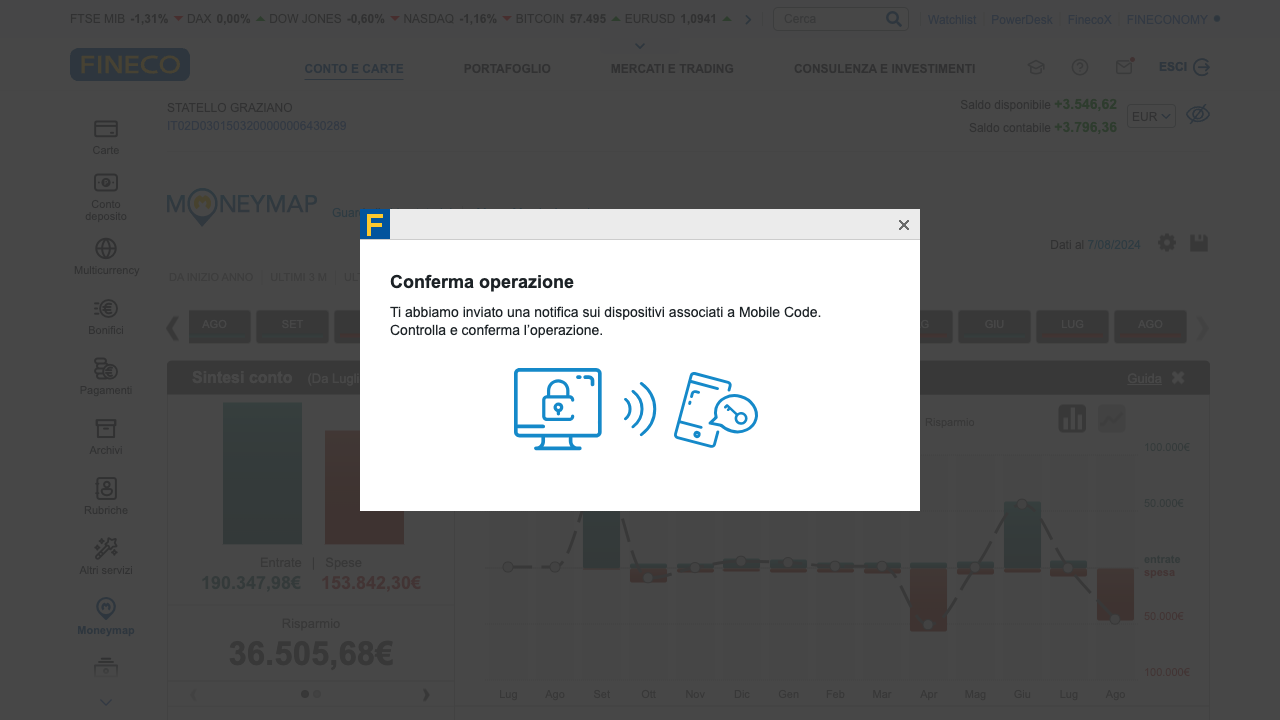 FTSE MIB -1,31% DAX 0,00% DOW JONES -0,60% NASDAQ -1,16% BITCOIN 57.495 EURUSD 1,0941
Cerca
Watchlist PowerDesk FinecoX FINECONOMY
FINECO
CONTO E CARTE PORTAFOGLIO MERCATI E TRADING CONSULENZA E INVESTIMENTI
ESCI
STATELLO GRAZIANO
IT02D0301503200000006430289
Saldo disponibile +3.546,62
Saldo contabile +3.796,36
EUR
Carte
Conto deposito
Multicurrency
Bonifici
Pagamenti
Archivi
Rubriche
Altri servizi
Moneymap
MONEYMAP
Dati al 7/08/2024
DA INIZIO ANNO ULTIMI 3 M
AGO SET GIU LUG AGO
Sintesi conto
Guida
F
Conferma operazione
Ti abbiamo inviato una notifica sui dispositivi associati a Mobile Code.
Controlla e conferma l'operazione.
Risparmio
100.000€
50.000€
entrate
spesa
50.000€
100.000€
Entrate | Spese
190.347,98€ 153.842,30€
Risparmio
36.505,68€
Lug Ago Set Ott Nov Dic Gen Feb Mar Apr Mag Giu Lug Ago